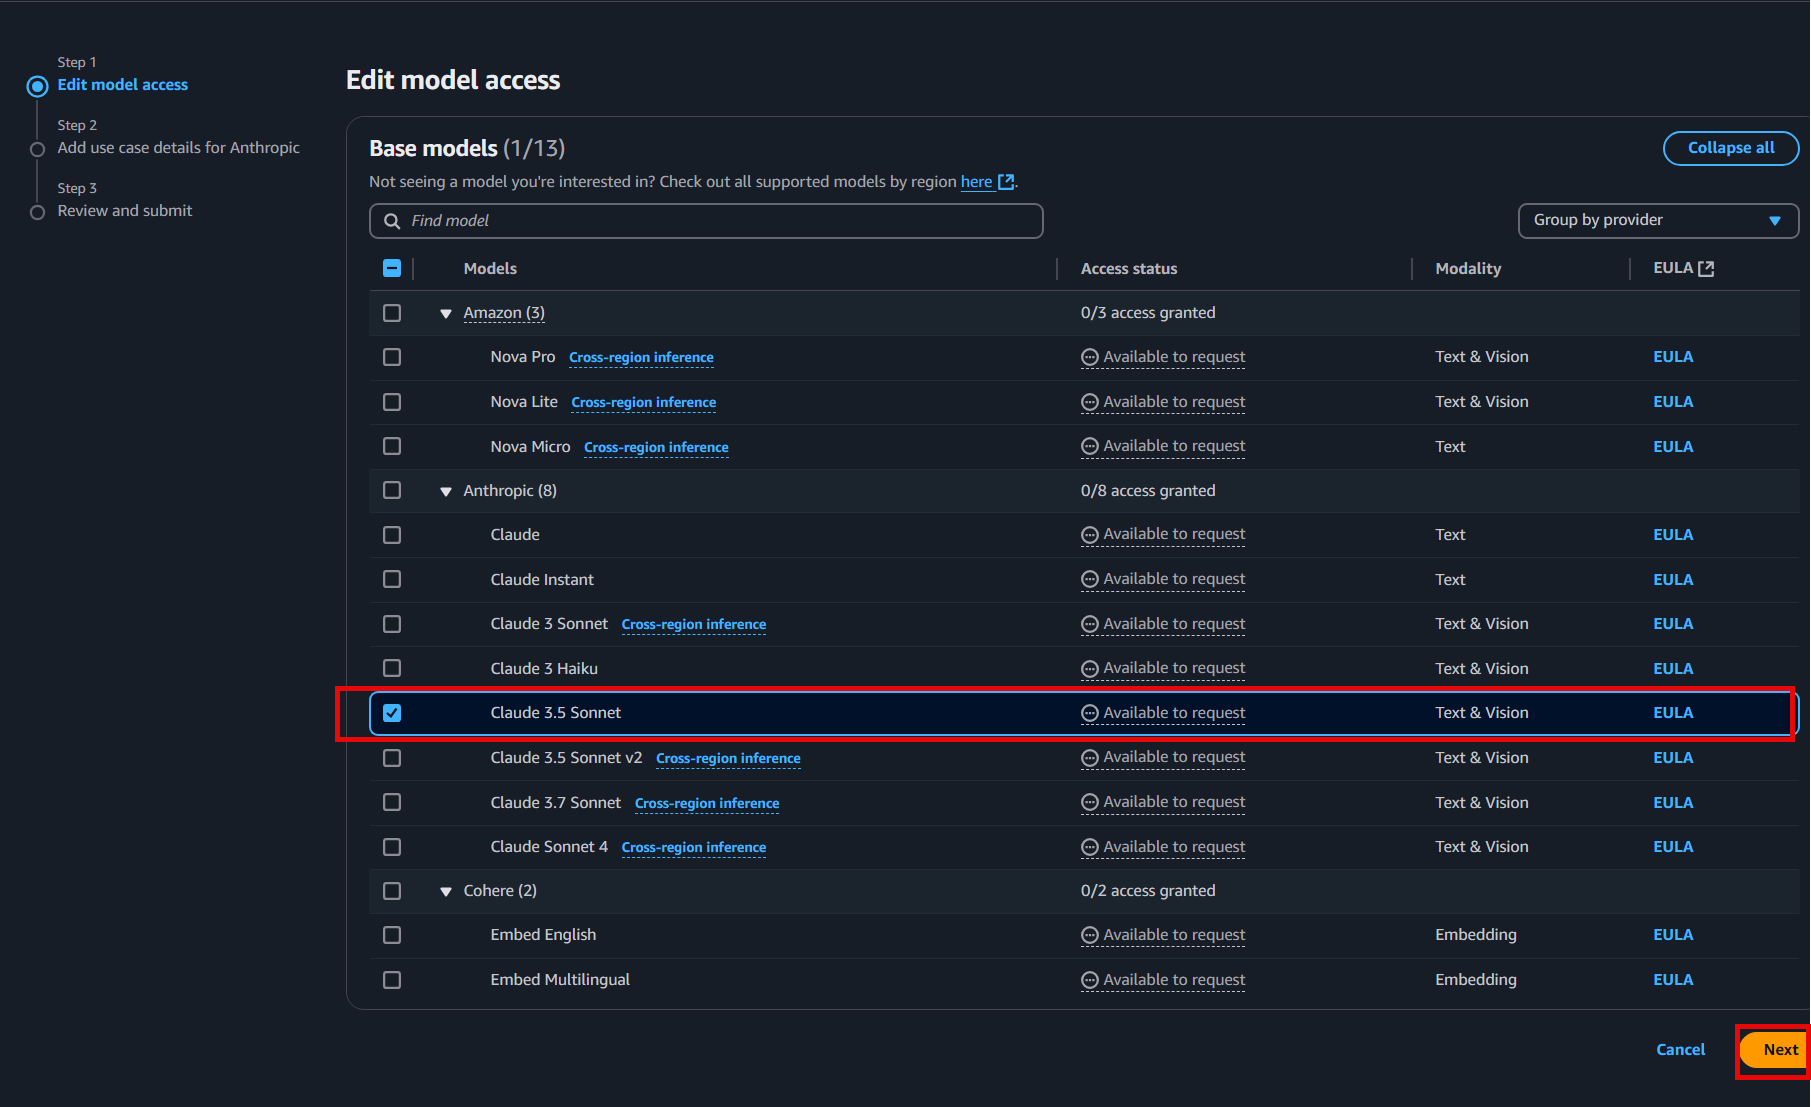 Step 1
Edit model access
Step 2
Add use case details for Anthropic
Step 3
Review and submit
Edit model access
Base models (1/13)
Collapse all
Not seeing a model you're interested in? Check out all supported models by region here.
Find model
Group by provider
Models Access status Modality EULA
Amazon (3) 0/3 access granted
Nova Pro Cross-region inference Available to request Text & Vision EULA
Nova Lite Cross-region inference Available to request Text & Vision EULA
Nova Micro Cross-region inference Available to request Text EULA
Anthropic (8) 0/8 access granted
Claude Available to request Text EULA
Claude Instant Available to request Text EULA
Claude 3 Sonnet Cross-region inference Available to request Text & Vision EULA
Claude 3 Haiku Available to request Text & Vision EULA
Claude 3.5 Sonnet Available to request Text & Vision EULA
Claude 3.5 Sonnet v2 Cross-region inference Available to request Text & Vision EULA
Claude 3.7 Sonnet Cross-region inference Available to request Text & Vision EULA
Claude Sonnet 4 Cross-region inference Available to request Text & Vision EULA
Cohere (2) 0/2 access granted
Embed English Available to request Embedding EULA
Embed Multilingual Available to request Embedding EULA
Cancel Next